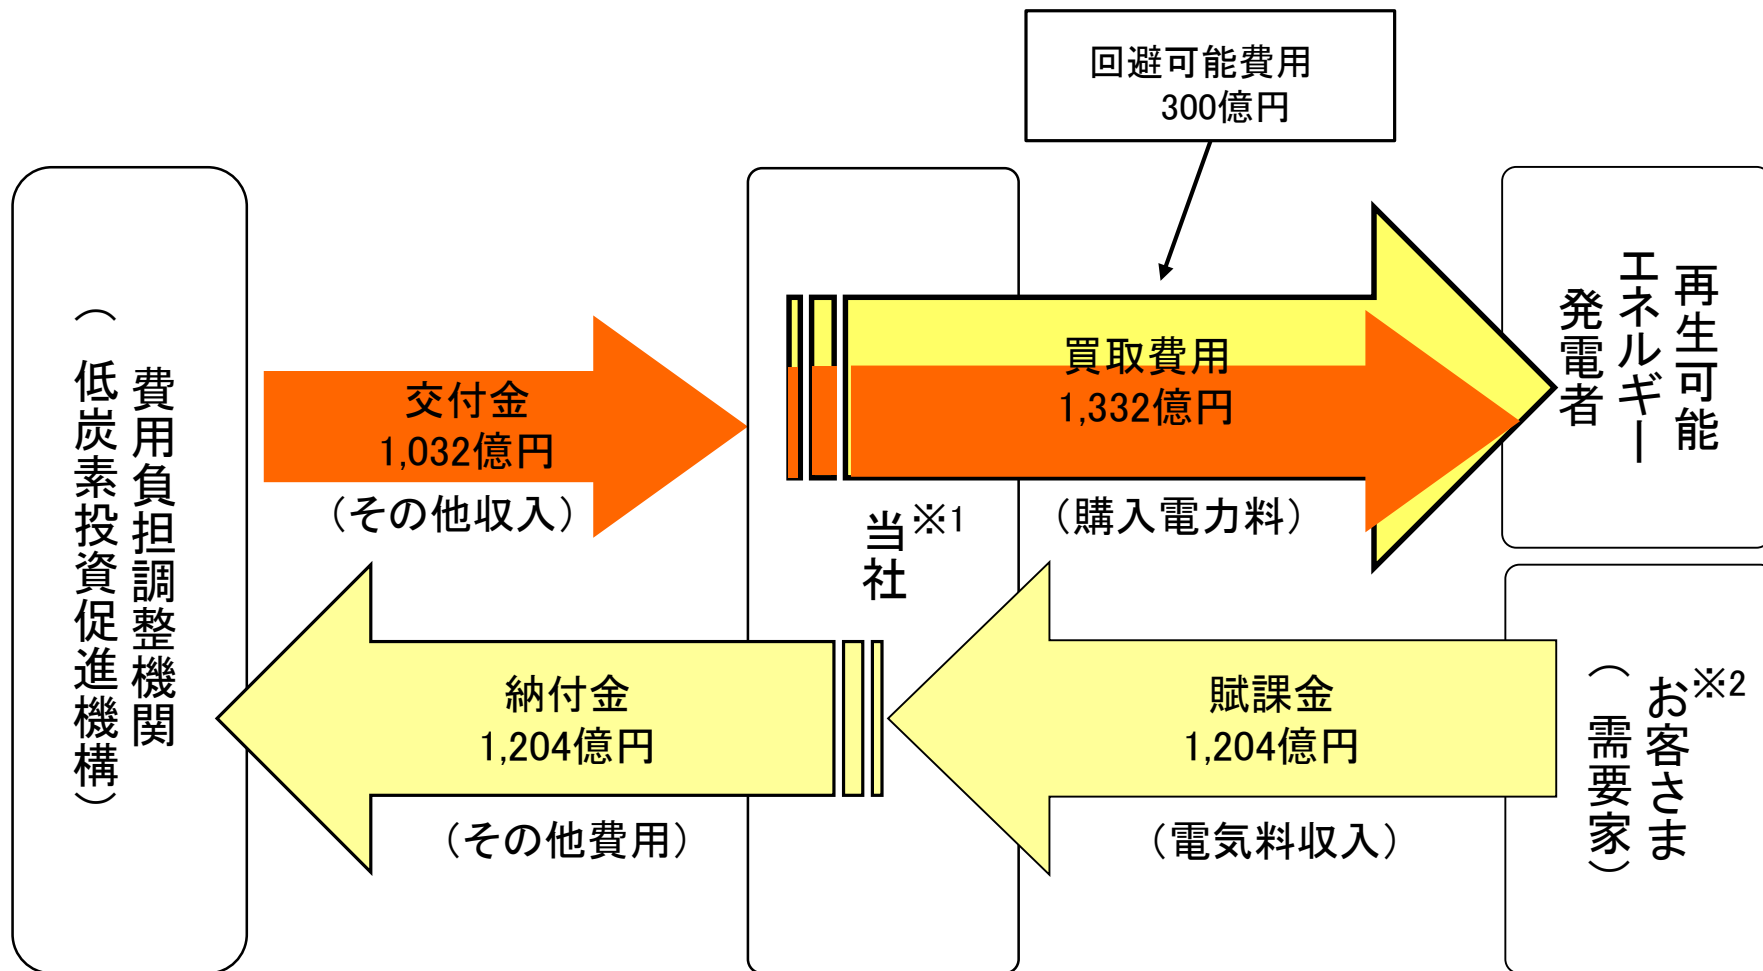 回避可能費用
300億円
費用負担調整機関
（低炭素投資促進機構）
交付金
1,032億円
（その他収入）
当社※1
買取費用
1,332億円
（購入電力料）
再生可能
エネルギー
発電者
納付金
1,204億円
（その他費用）
賦課金
1,204億円
（電気料収入）
お客さま※2
（需要家）